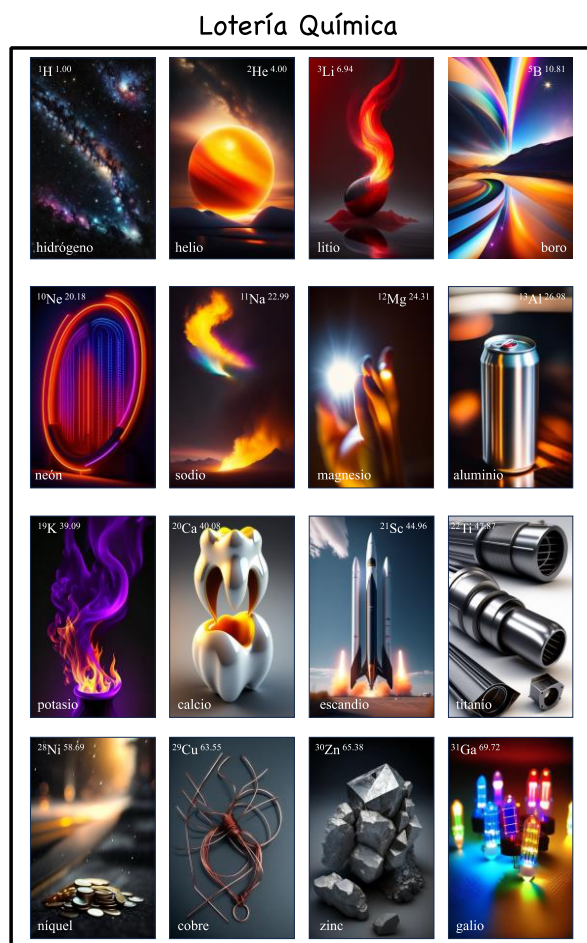 Lotería Química
¹H 1.00
hidrógeno
²He 4.00
helio
³Li 6.94
litio
⁵B 10.81
boro
¹⁰Ne 20.18
neón
¹¹Na 22.99
sodio
¹²Mg 24.31
magnesio
¹³Al 26.98
aluminio
¹⁹K 39.09
potasio
²⁰Ca 40.08
calcio
²¹Sc 44.96
escandio
²²Ti 47.87
titanio
²⁸Ni 58.69
níquel
²⁹Cu 63.55
cobre
³⁰Zn 65.38
zinc
³¹Ga 69.72
galio